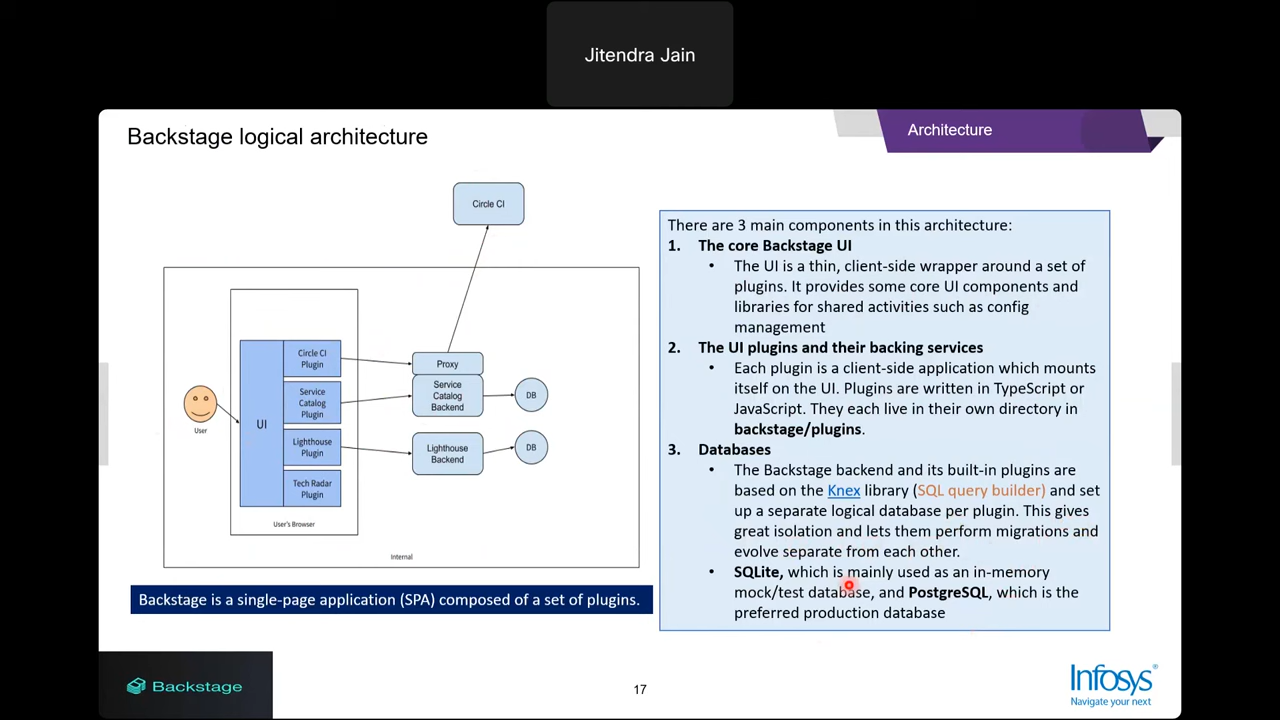 Jitendra Jain
Backstage logical architecture
Architecture
Circle CI
Circle CI
Plugin
Service
Catalog
Plugin
Lighthouse
Plugin
Tech Radar
Plugin
UI
User
User's Browser
Proxy
Service
Catalog
Backend
DB
Lighthouse
Backend
DB
Internal
Backstage is a single-page application (SPA) composed of a set of plugins.
There are 3 main components in this architecture:
1. The core Backstage UI
• The UI is a thin, client-side wrapper around a set of
plugins. It provides some core UI components and
libraries for shared activities such as config
management
2. The UI plugins and their backing services
• Each plugin is a client-side application which mounts
itself on the UI. Plugins are written in TypeScript or
JavaScript. They each live in their own directory in
backstage/plugins.
3. Databases
• The Backstage backend and its built-in plugins are
based on the Knex library (SQL query builder) and set
up a separate logical database per plugin. This gives
great isolation and lets them perform migrations and
evolve separate from each other.
• SQLite, which is mainly used as an in-memory
mock/test database, and PostgreSQL, which is the
preferred production database
Backstage
17
Infosys®
Navigate your next